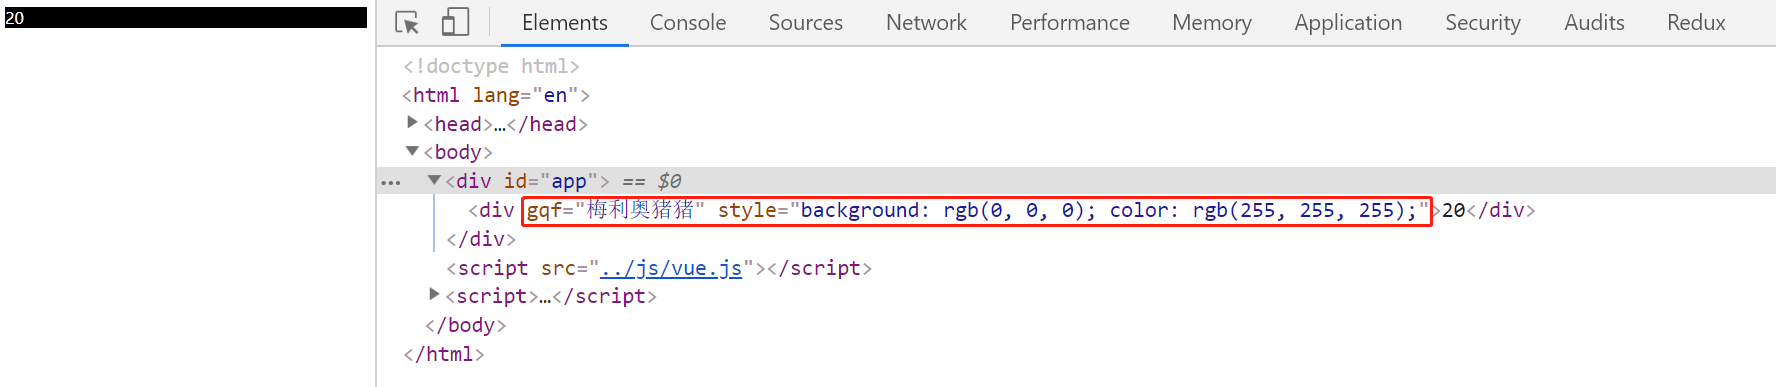 20
Elements Console Sources Network Performance Memory Application Security Audits Redux
<!doctype html>
<html lang="en">
<head>…</head>
<body>
… <div id="app"> == $0
<div gqf="梅利奥猪猪" style="background: rgb(0, 0, 0); color: rgb(255, 255, 255);">20</div>
</div>
<script src="../js/vue.js"></script>
<script>…</script>
</body>
</html>